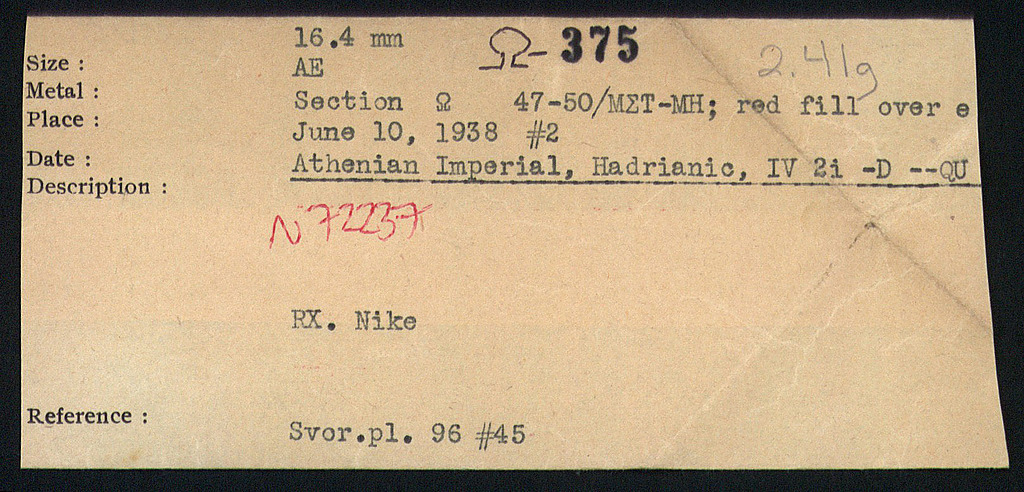 Ω- 375
2.41g
Size : 16.4 mm
Metal : AE
Place : Section Ω 47-50/ΜΣΤ-ΜΗ; red fill over e
Date : June 10, 1938 #2
Description : Athenian Imperial, Hadrianic, IV 2i -D --QU
N72237
RX. Nike
Reference : Svor.pl. 96 #45